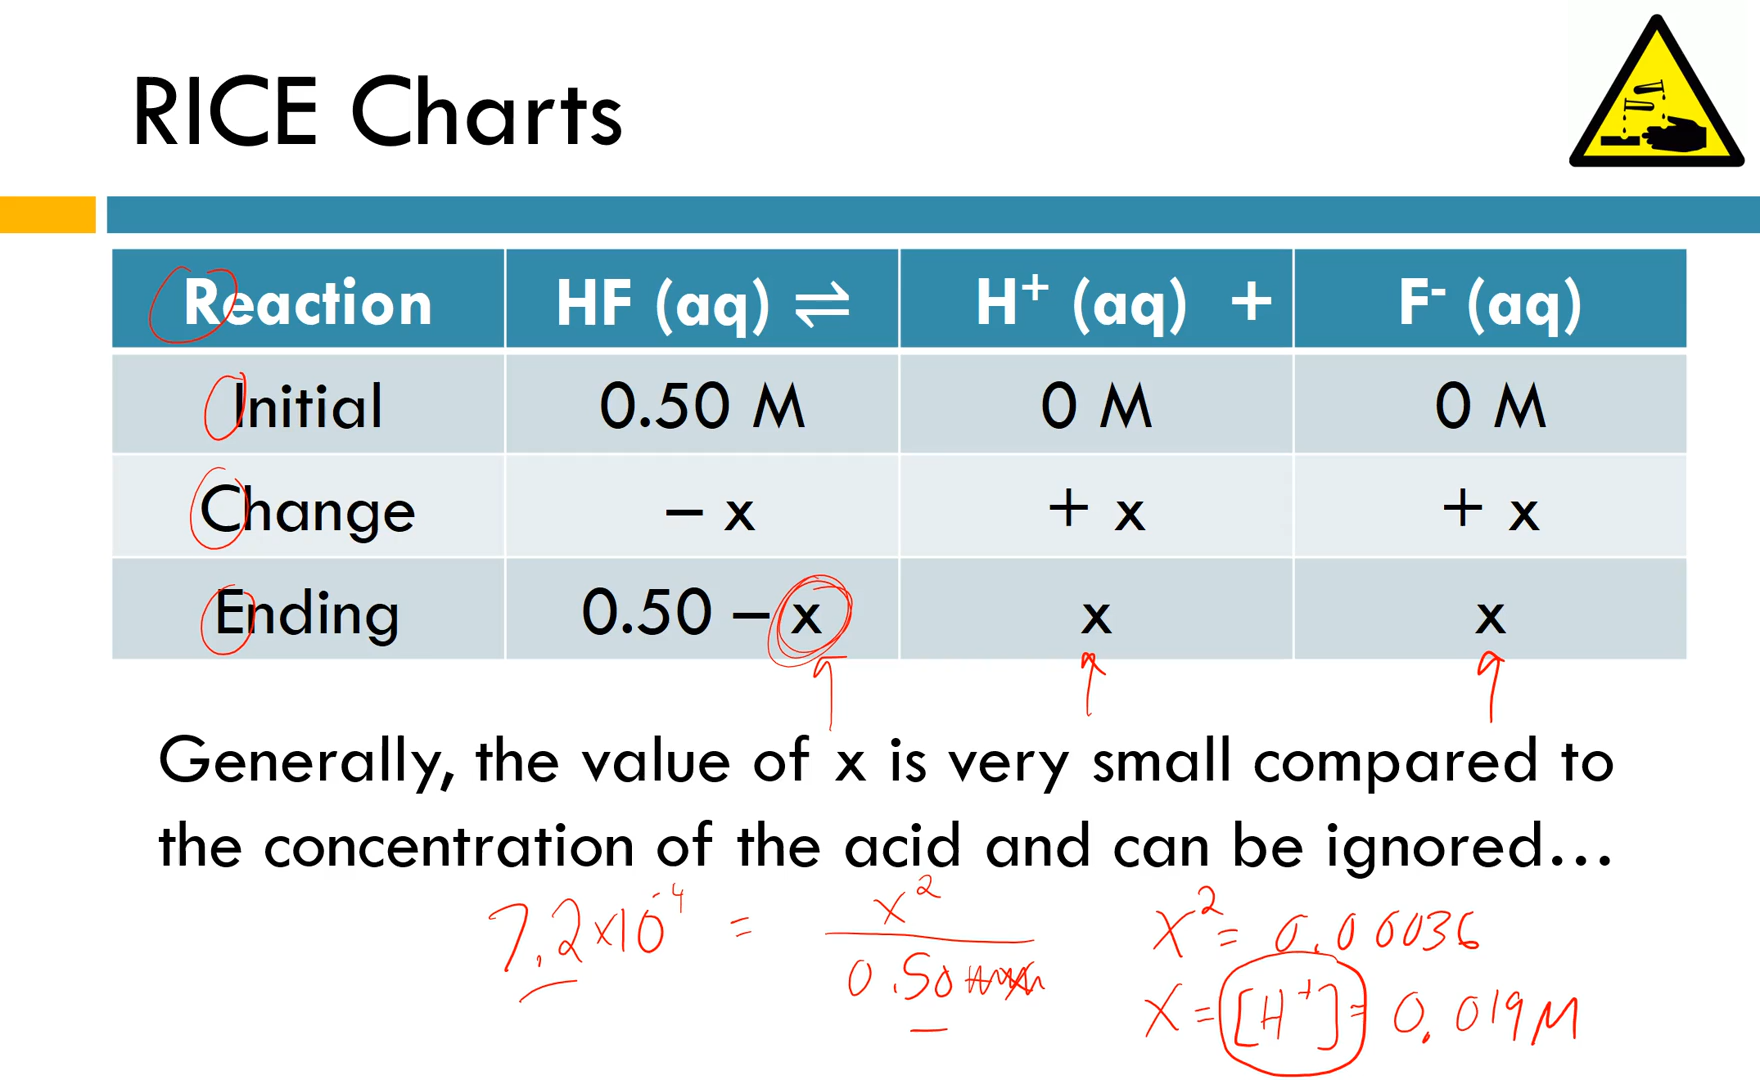 RICE Charts
Reaction HF (aq) ⇌ H⁺ (aq) + F⁻ (aq)
Initial 0.50 M 0 M 0 M
Change – x + x + x
Ending 0.50 – x x x
Generally, the value of x is very small compared to
the concentration of the acid and can be ignored...
7.2×10⁻⁴ = x² / 0.50
x² = 0.00036
x = [H⁺] = 0.019M